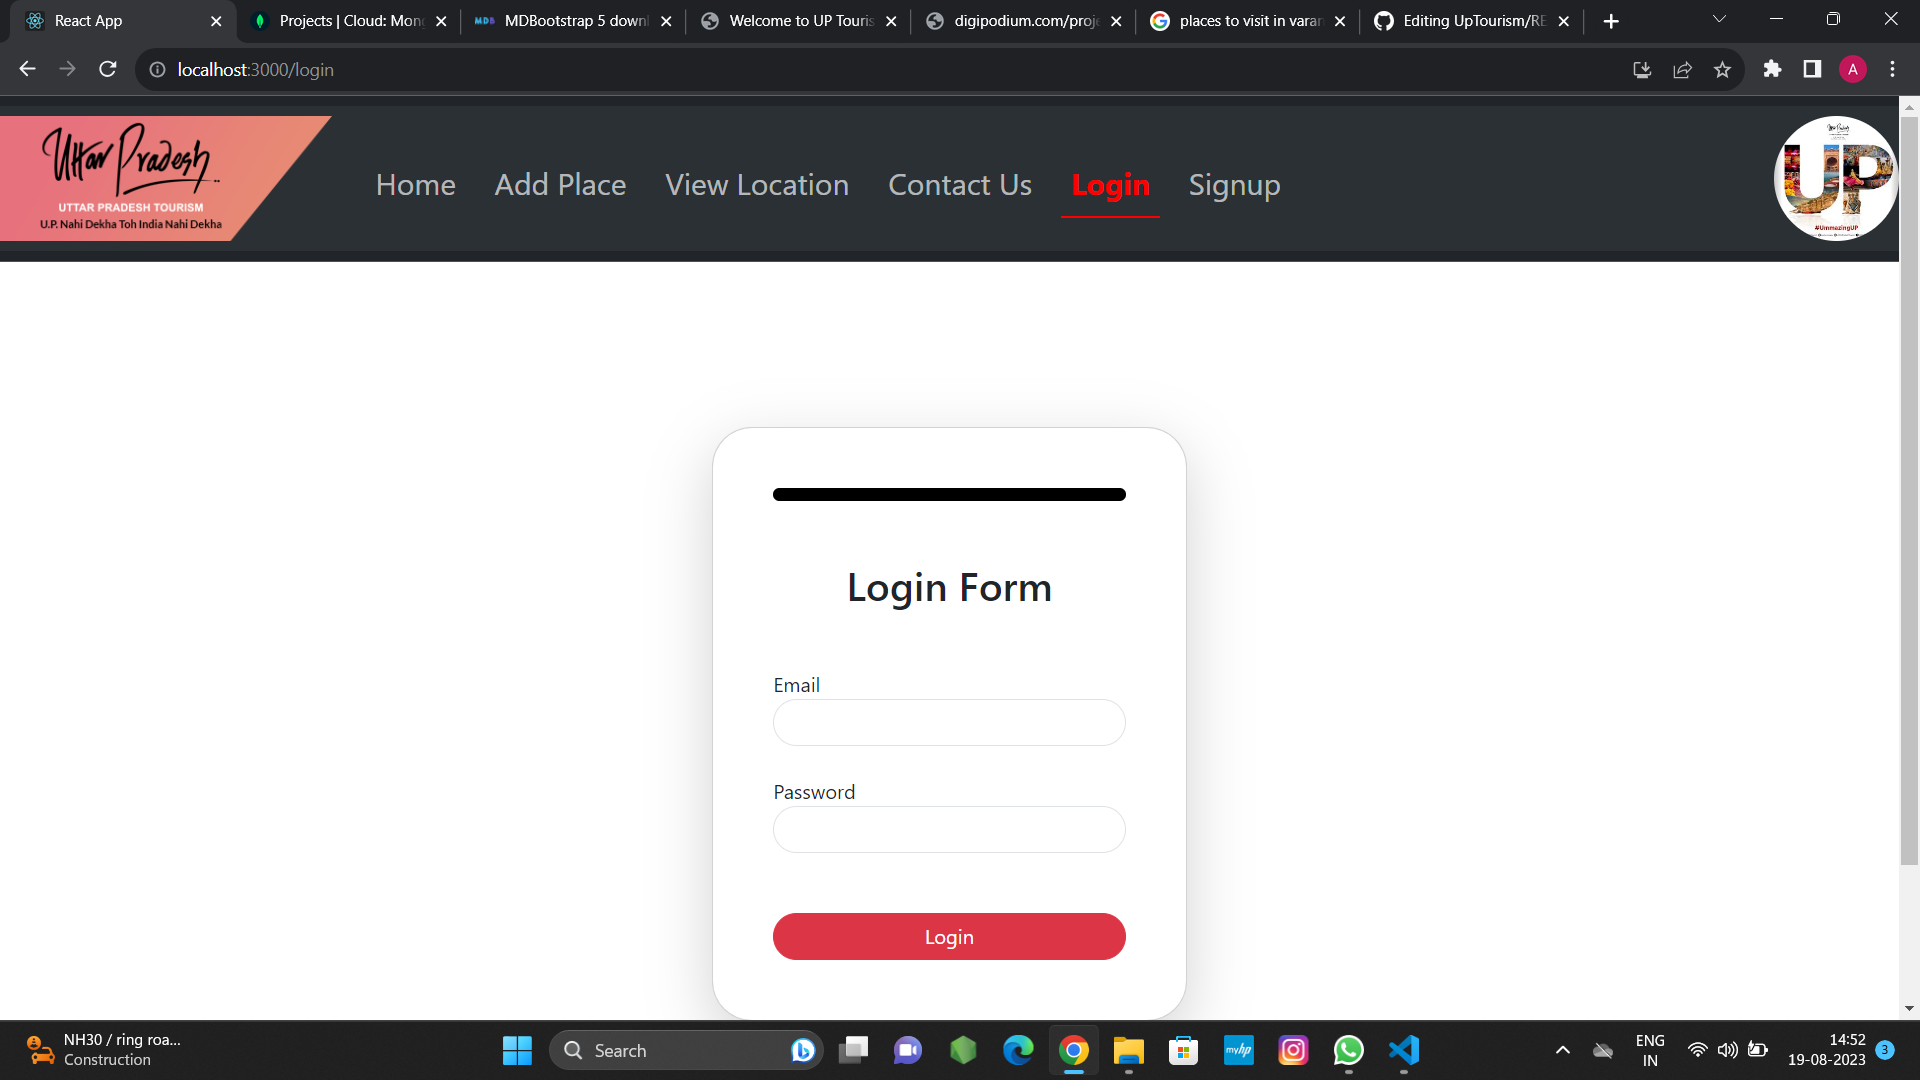 React App
Projects | Cloud: Mon
MDBootstrap 5 downl
Welcome to UP Touris
digipodium.com/proje
places to visit in varan
Editing UpTourism/RE
localhost:3000/login
A
Uttar Pradesh
UTTAR PRADESH TOURISM
U.P. Nahi Dekha Toh India Nahi Dekha
Home
Add Place
View Location
Contact Us
Login
Signup
UP
#UmmazingUP
Login Form
Email
Password
Login
NH30 / ring roa...
Construction
Search
myhp
ENG
IN
14:52
19-08-2023
3